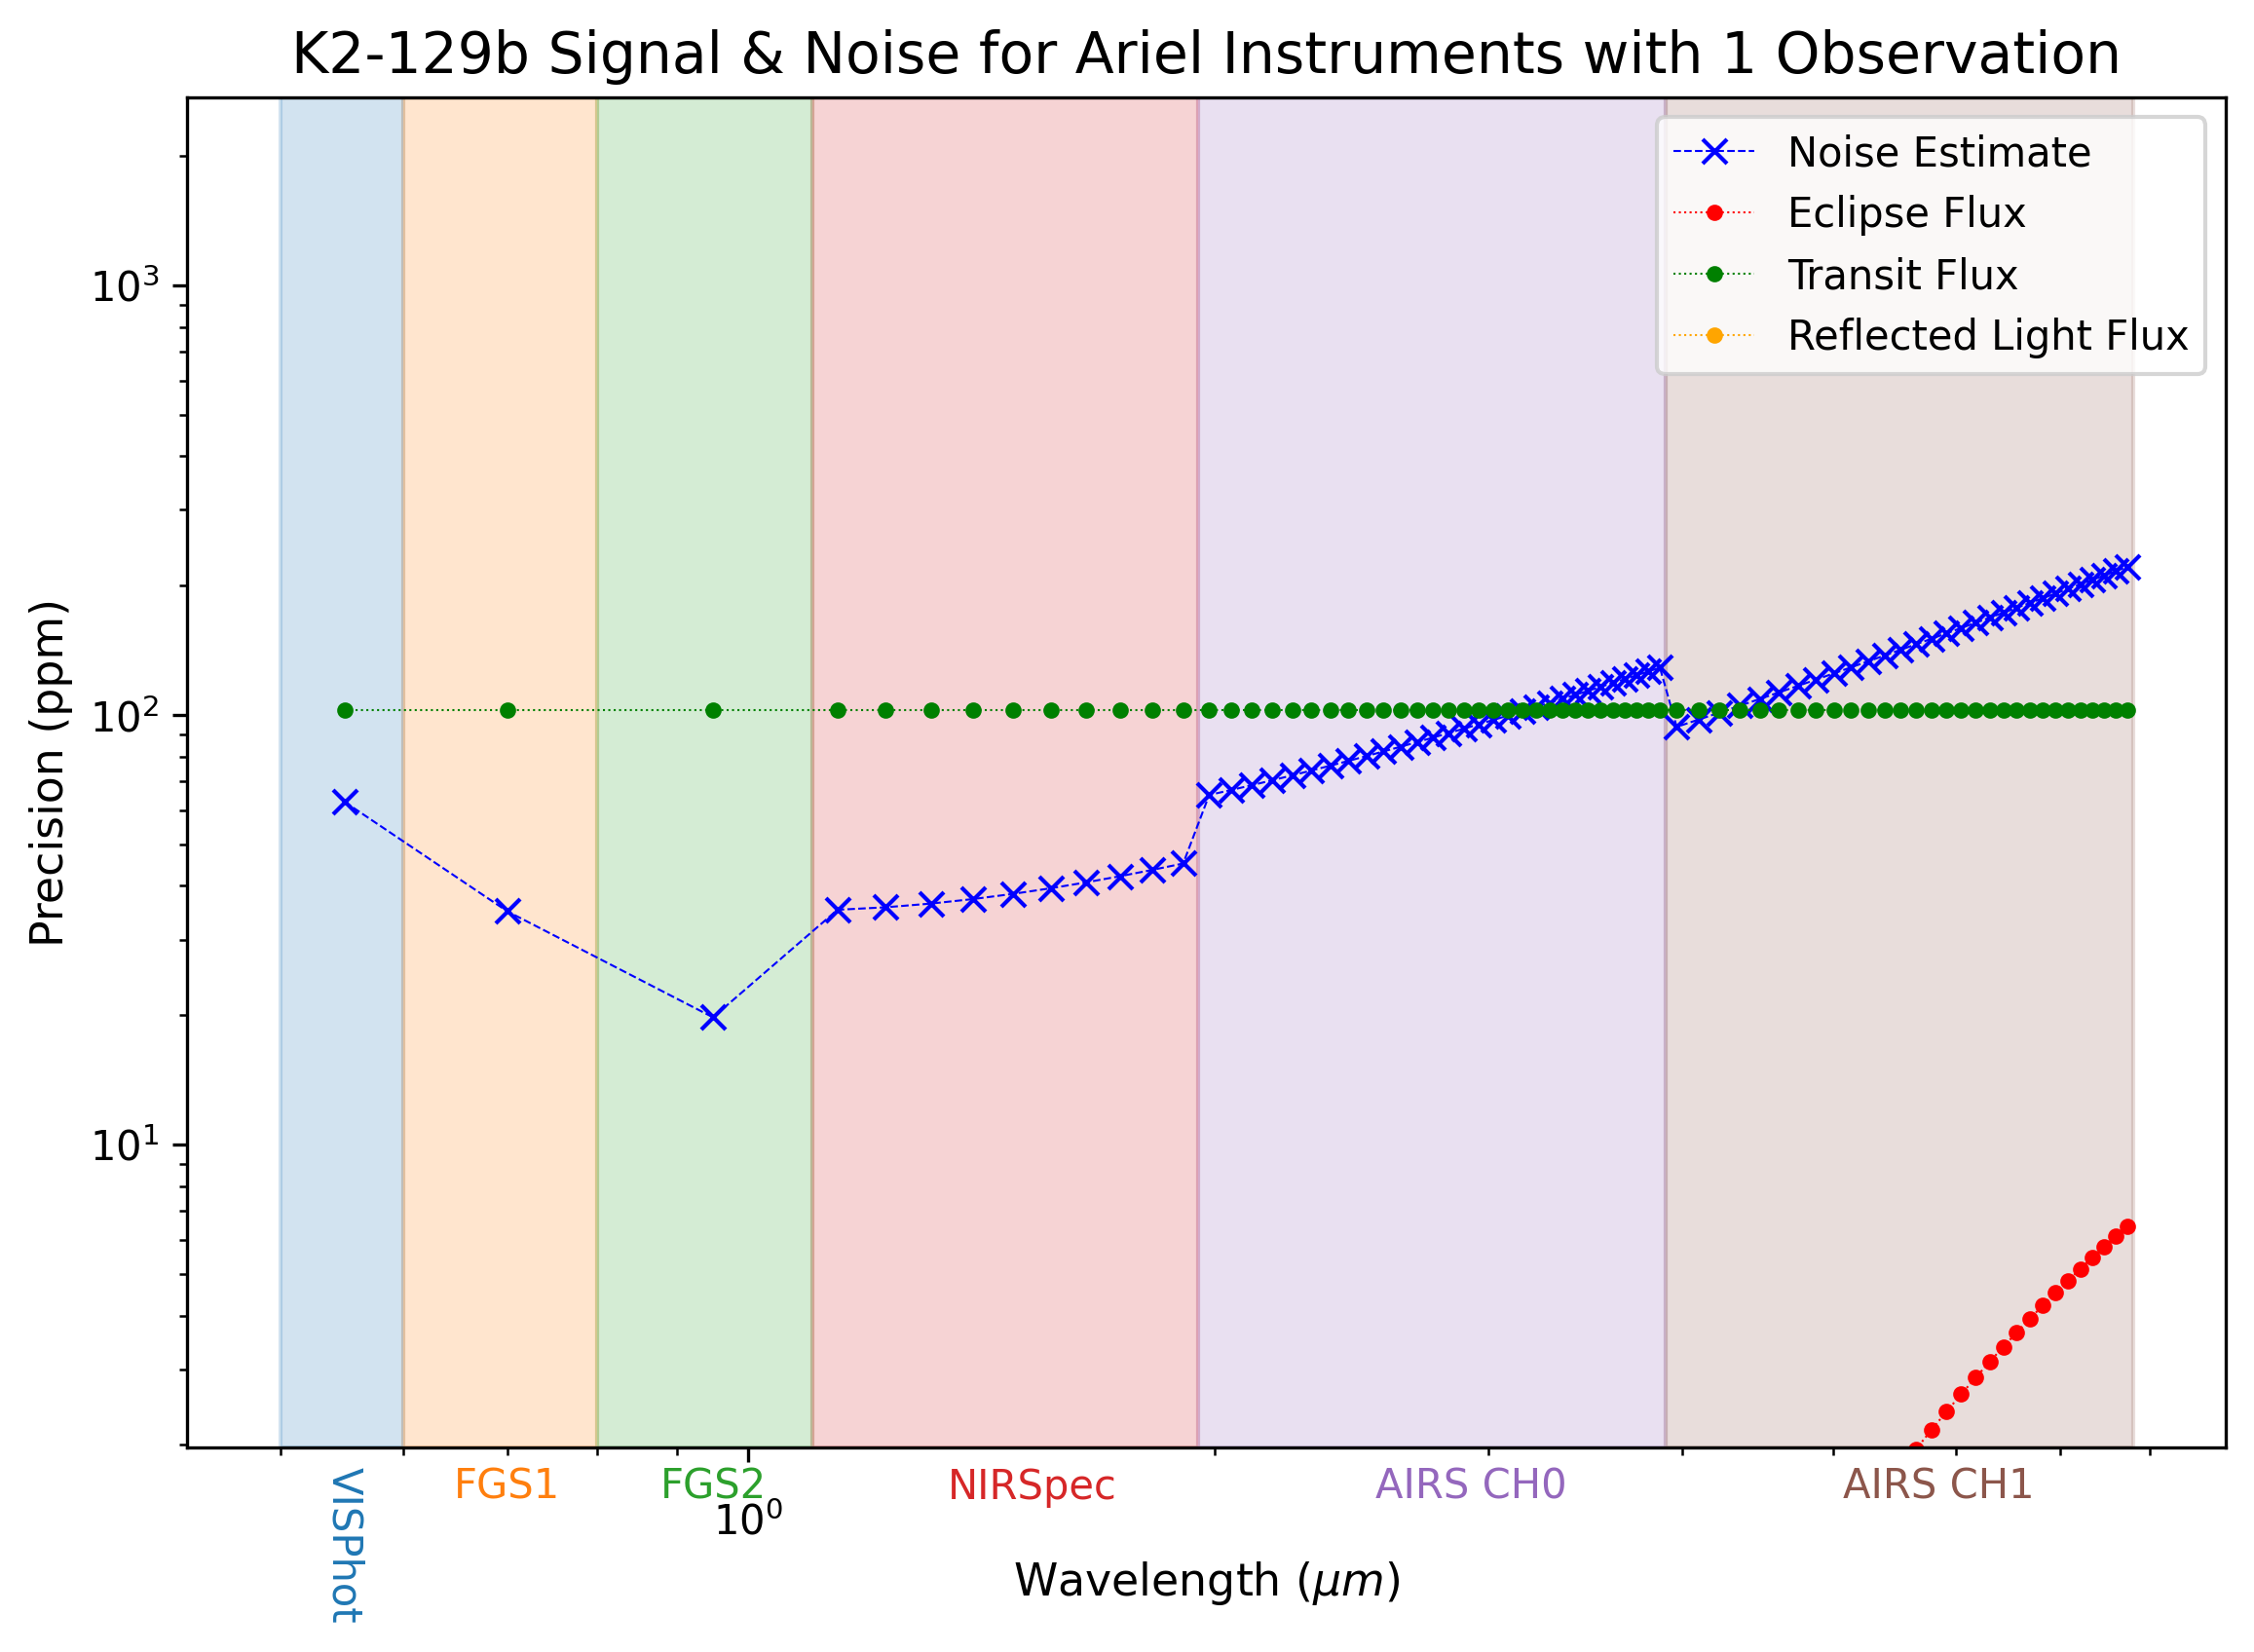 K2-129b Signal & Noise for Ariel Instruments with 1 Observation
Noise Estimate
Eclipse Flux
Transit Flux
Reflected Light Flux
Precision (ppm)
10³
10²
10¹
VISPhot
FGS1
FGS2
NIRSpec
AIRS CH0
AIRS CH1
10⁰
Wavelength (μm)